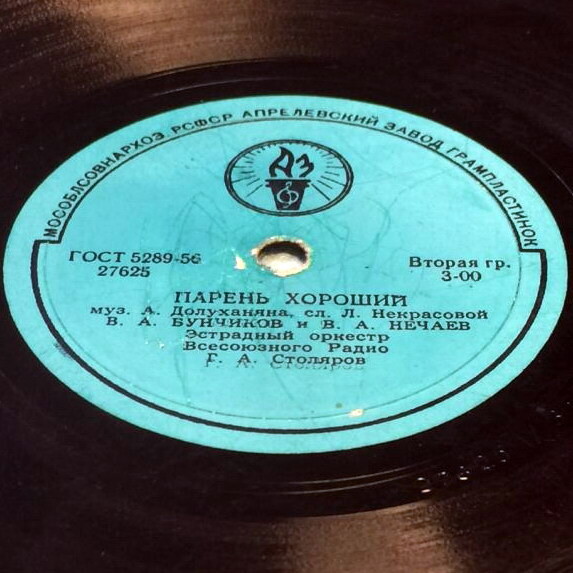 МОСОБЛСОВНАРХОЗ РСФСР АПРЕЛЕВСКИЙ ЗАВОД ГРАМПЛАСТИНОК
АЗ
ГОСТ 5289-56
27625
Вторая гр.
3-00
ПАРЕНЬ ХОРОШИЙ
муз. А. Долуханяна, сл. Л. Некрасовой
В. А. БУНЧИКОВ и В. А. НЕЧАЕВ
Эстрадный оркестр
Всесоюзного Радио
Г. А. Столяров